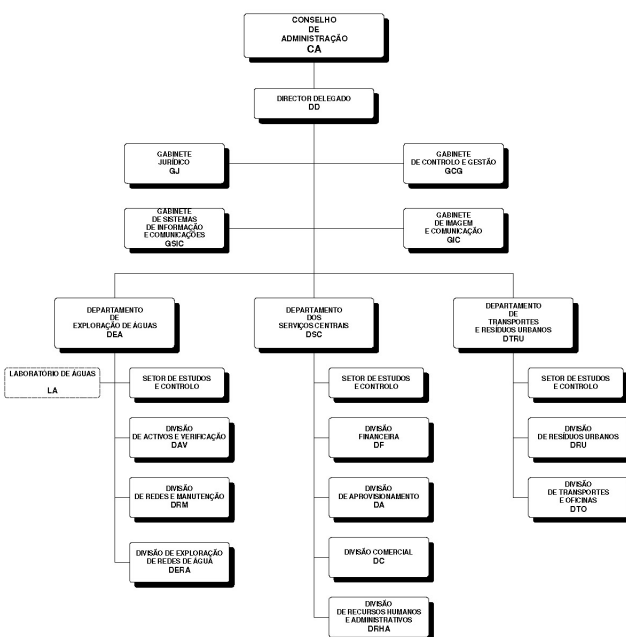 CONSELHO
DE
ADMINISTRAÇÃO
CA
DIRECTOR DELEGADO
DD
GABINETE
JURÍDICO
GJ
GABINETE
DE CONTROLO E GESTÃO
GCG
GABINETE
DE SISTEMAS
DE INFORMAÇÃO
E COMUNICAÇÕES
GSIC
GABINETE
DE IMAGEM
E COMUNICAÇÃO
GIC
DEPARTAMENTO
DE
EXPLORAÇÃO DE ÁGUAS
DEA
DEPARTAMENTO
DOS
SERVIÇOS CENTRAIS
DSC
DEPARTAMENTO
DE
TRANSPORTES
E RESÍDUOS URBANOS
DTRU
LABORATÓRIO DE ÁGUAS
LA
SETOR DE ESTUDOS
E CONTROLO
SETOR DE ESTUDOS
E CONTROLO
SETOR DE ESTUDOS
E CONTROLO
DIVISÃO
DE ACTIVOS E VERIFICAÇÃO
DAV
DIVISÃO
FINANCEIRA
DF
DIVISÃO
DE RESÍDUOS URBANOS
DRU
DIVISÃO
DE REDES E MANUTENÇÃO
DRM
DIVISÃO
DE APROVISIONAMENTO
DA
DIVISÃO
DE TRANSPORTES
E OFICINAS
DTO
DIVISÃO DE EXPLORAÇÃO
DE REDES DE ÁGUA
DERA
DIVISÃO COMERCIAL
DC
DIVISÃO
DE RECURSOS HUMANOS
E ADMINISTRATIVOS
DRHA